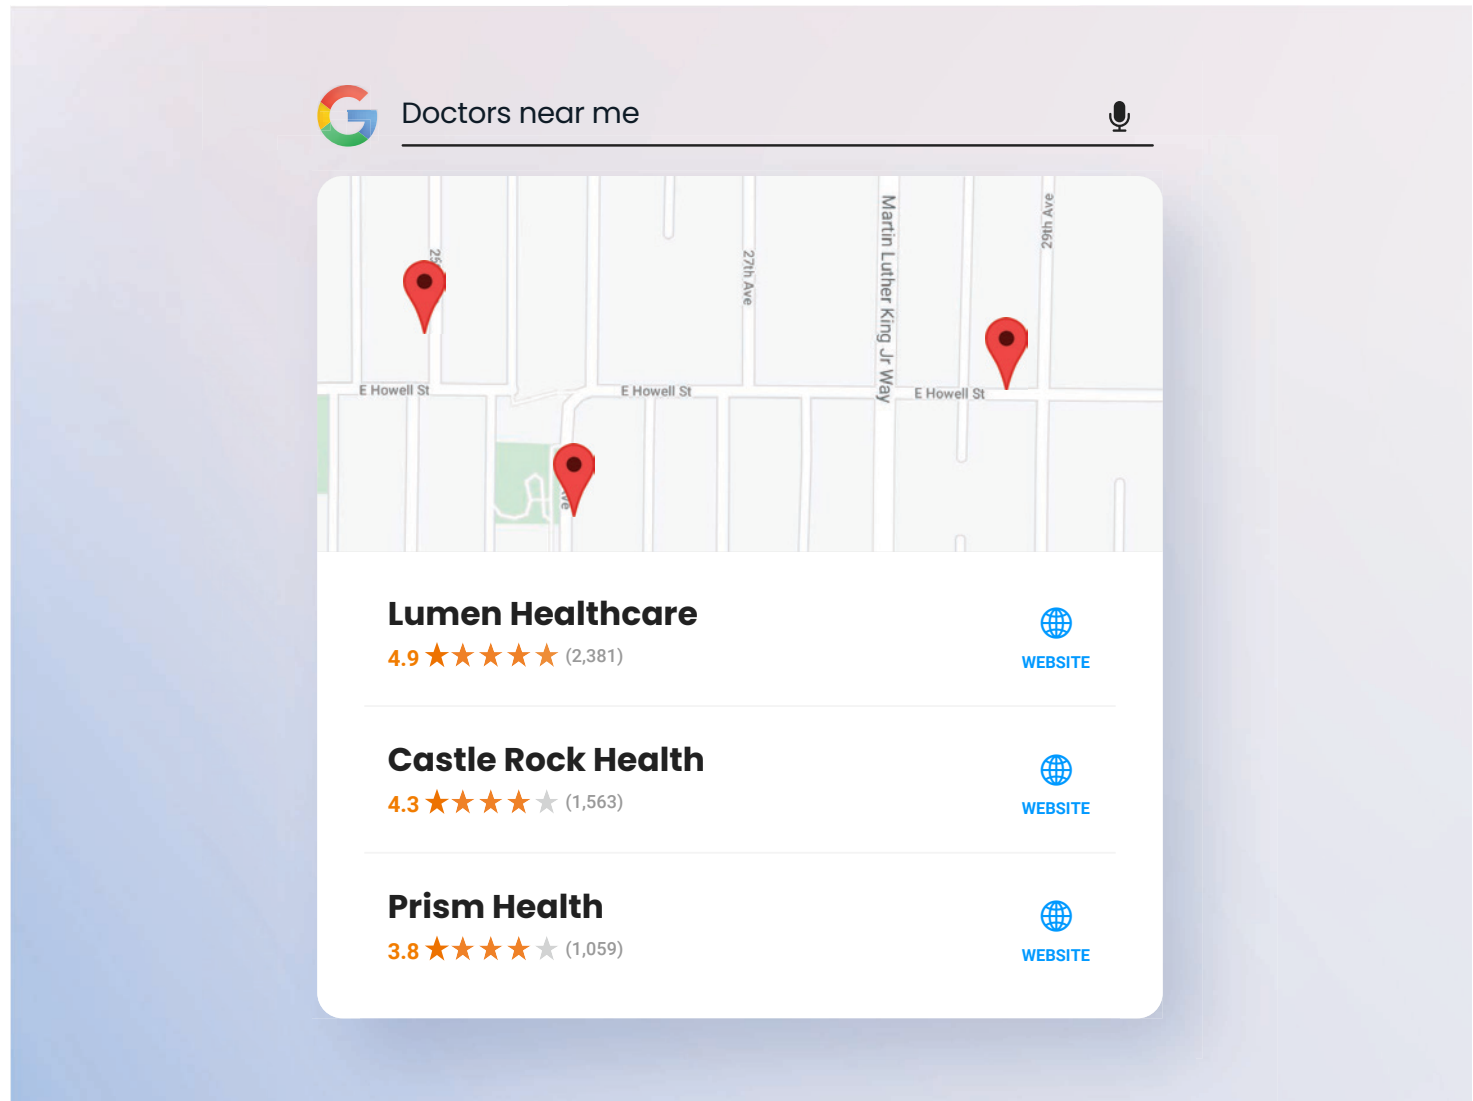 Doctors near me
27th Ave
Martin Luther King Jr Way
29th Ave
E Howell St
E Howell St
E Howell St
Lumen Healthcare
4.9 (2,381)
WEBSITE
Castle Rock Health
4.3 (1,563)
WEBSITE
Prism Health
3.8 (1,059)
WEBSITE